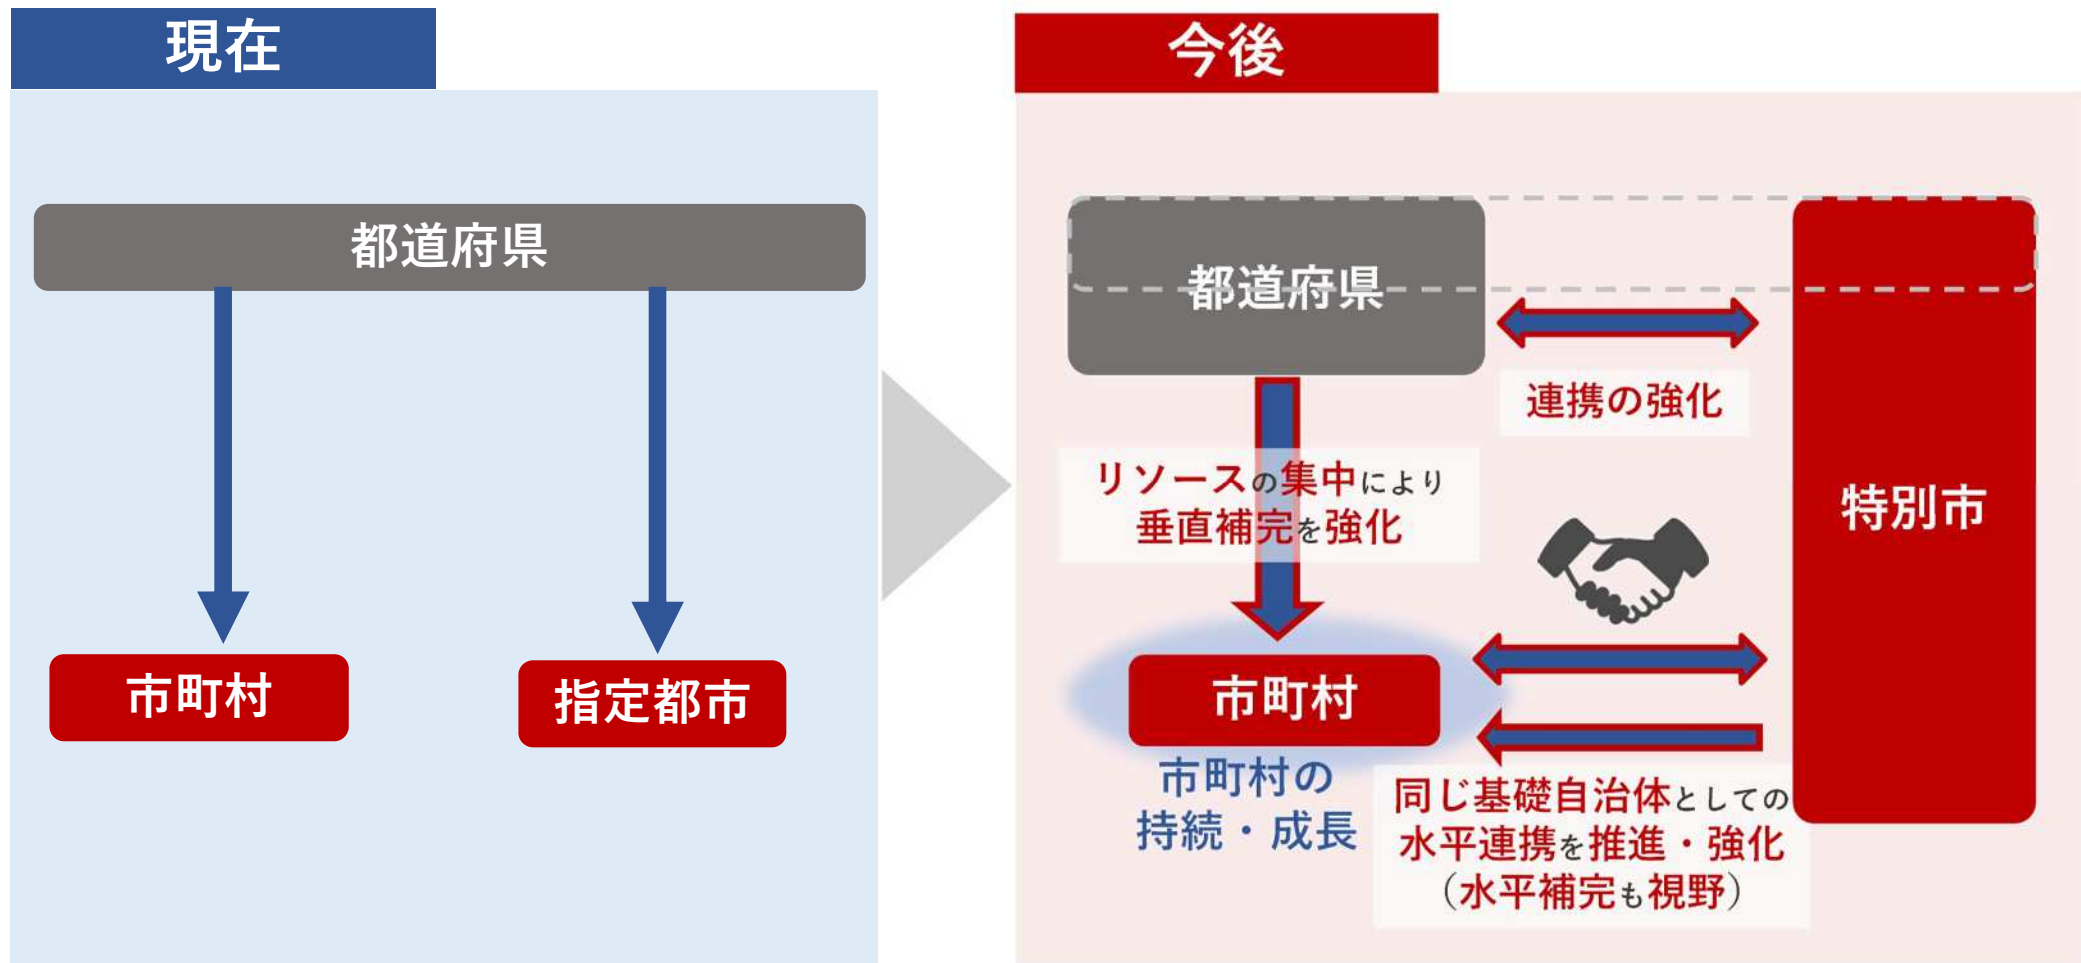 現在
都道府県
市町村
指定都市
今後
都道府県
連携の強化
リソースの集中により
垂直補完を強化
特別市
市町村
市町村の
持続・成長
同じ基礎自治体としての
水平連携を推進・強化
（水平補完も視野）